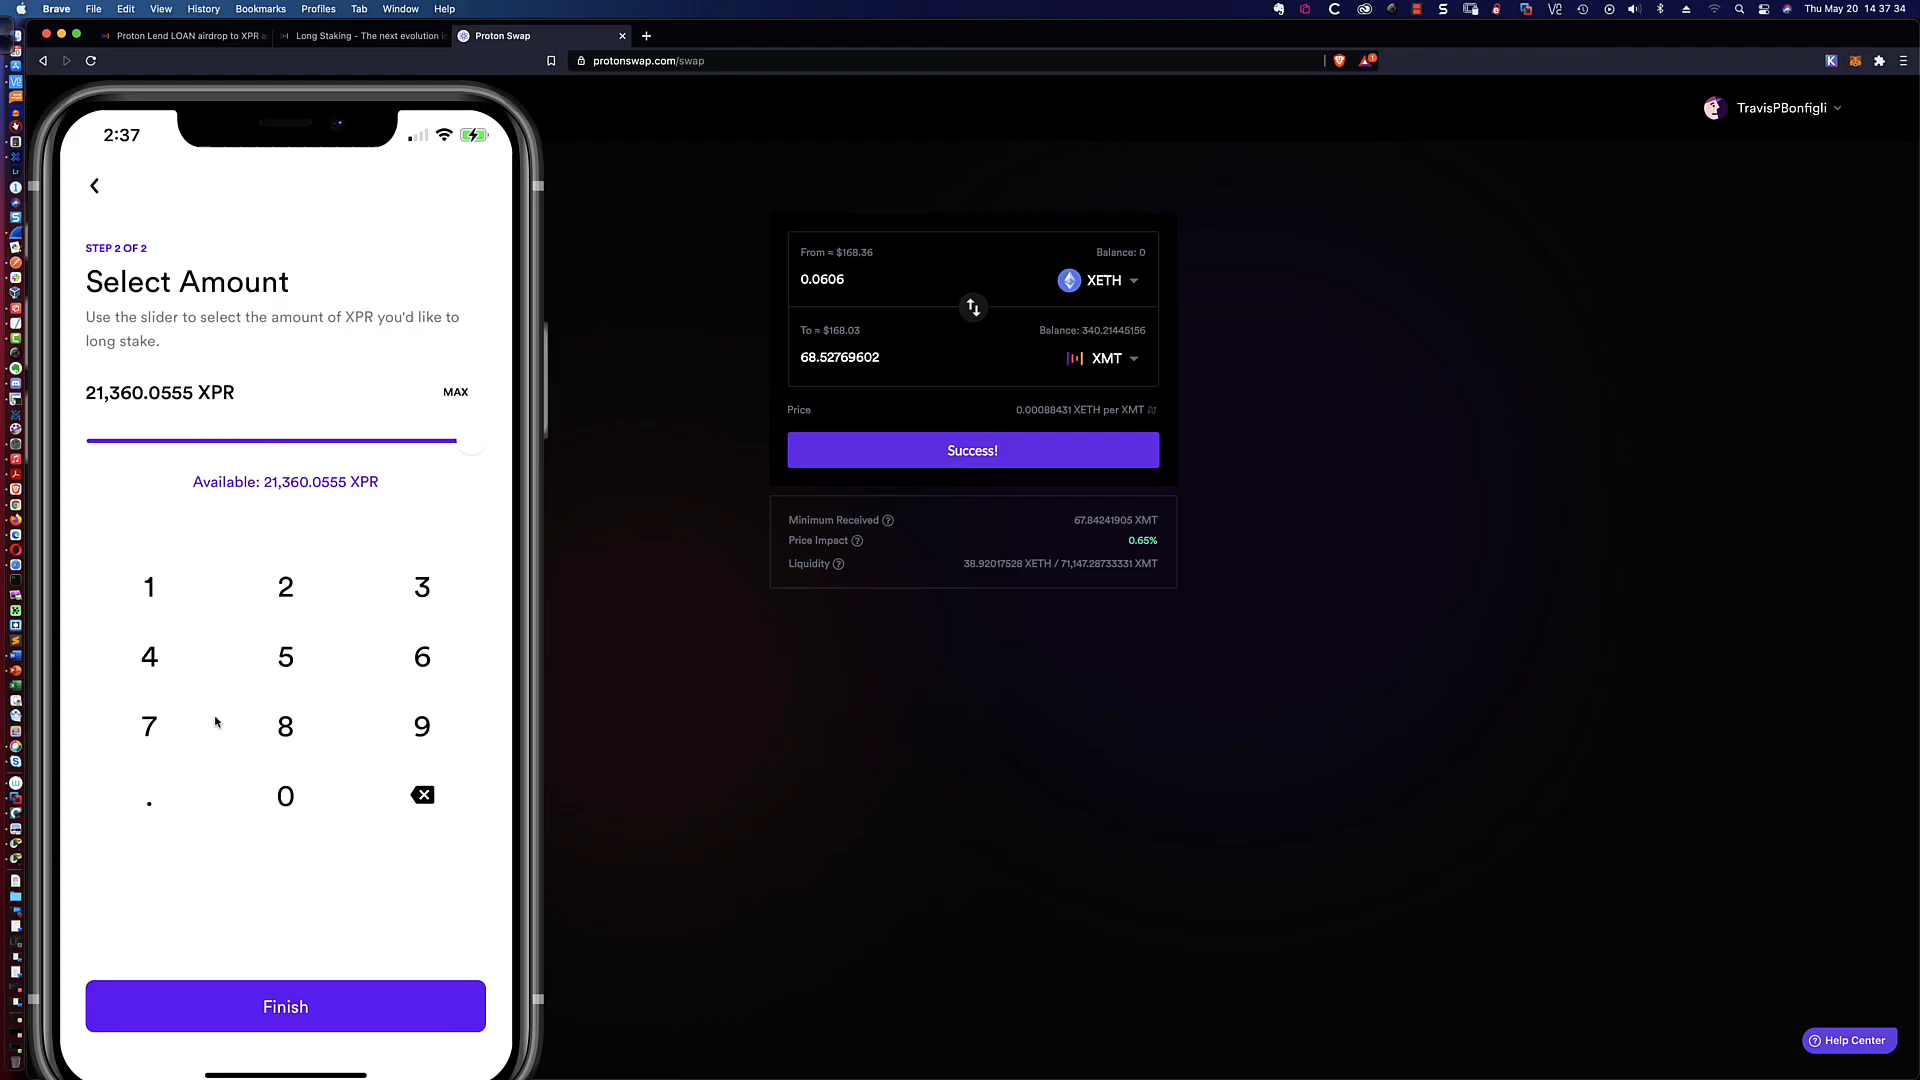 Brave File Edit View History Bookmarks Profiles Tab Window Help
Thu May 20 14 37 34
Proton Lend LOAN airdrop to XPR a
Long Staking - The next evolution i
Proton Swap
protonswap.com/swap
TravisPBonfigli
2:37
STEP 2 OF 2
Select Amount
Use the slider to select the amount of XPR you'd like to
long stake.
21,360.0555 XPR
MAX
Available: 21,360.0555 XPR
1 2 3
4 5 6
7 8 9
. 0
Finish
From ≈ $168.36
Balance: 0
0.0606
XETH
To ≈ $168.03
Balance: 340.21445156
68.52769602
XMT
Price
0.00088431 XETH per XMT
Success!
Minimum Received
67.84241905 XMT
Price Impact
0.65%
Liquidity
38.92017528 XETH / 71,147.28733331 XMT
Help Center